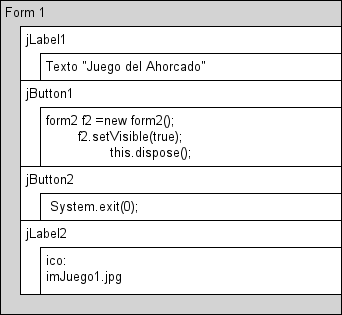 Form 1
jLabel1
Texto "Juego del Ahorcado"
jButton1
form2 f2 =new form2();
f2.setVisible(true);
this.dispose();
jButton2
System.exit(0);
jLabel2
ico:
imJuego1.jpg